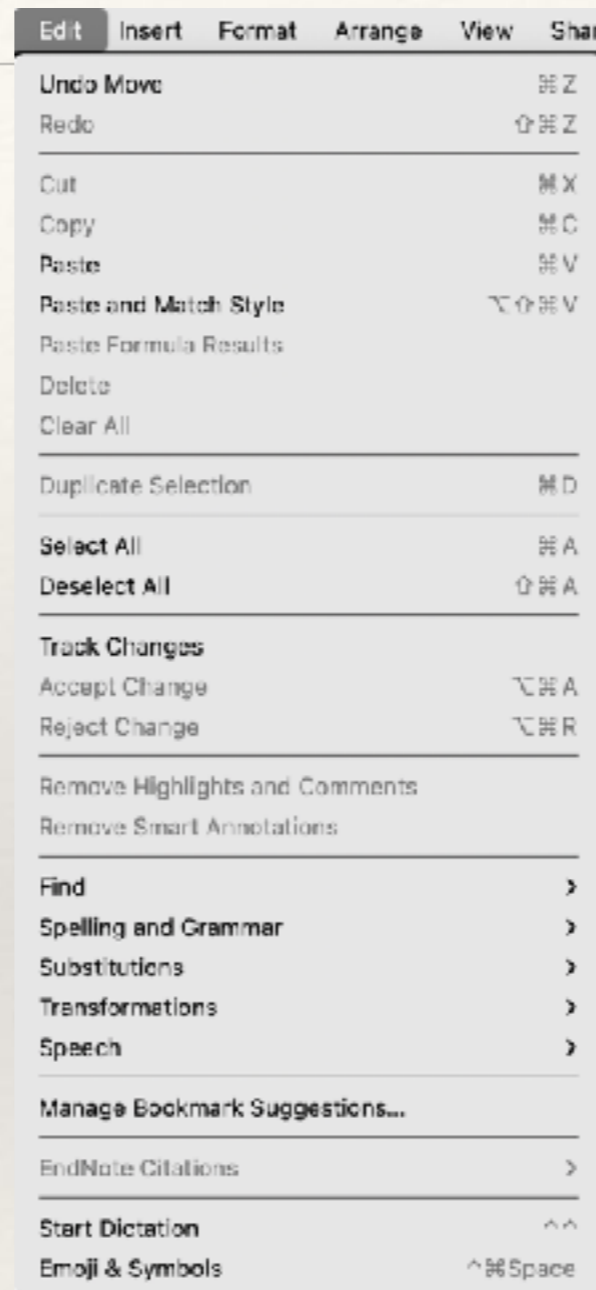 Edit Insert Format Arrange View Shar
Undo Move ⌘Z
Redo ⇧⌘Z
Cut ⌘X
Copy ⌘C
Paste ⌘V
Paste and Match Style ⌥⇧⌘V
Paste Formula Results
Delete
Clear All
Duplicate Selection ⌘D
Select All ⌘A
Deselect All ⇧⌘A
Track Changes
Accept Change ⌥⌘A
Reject Change ⌥⌘R
Remove Highlights and Comments
Remove Smart Annotations
Find >
Spelling and Grammar >
Substitutions >
Transformations >
Speech >
Manage Bookmark Suggestions...
EndNote Citations >
Start Dictation ^^
Emoji & Symbols ^⌘Space